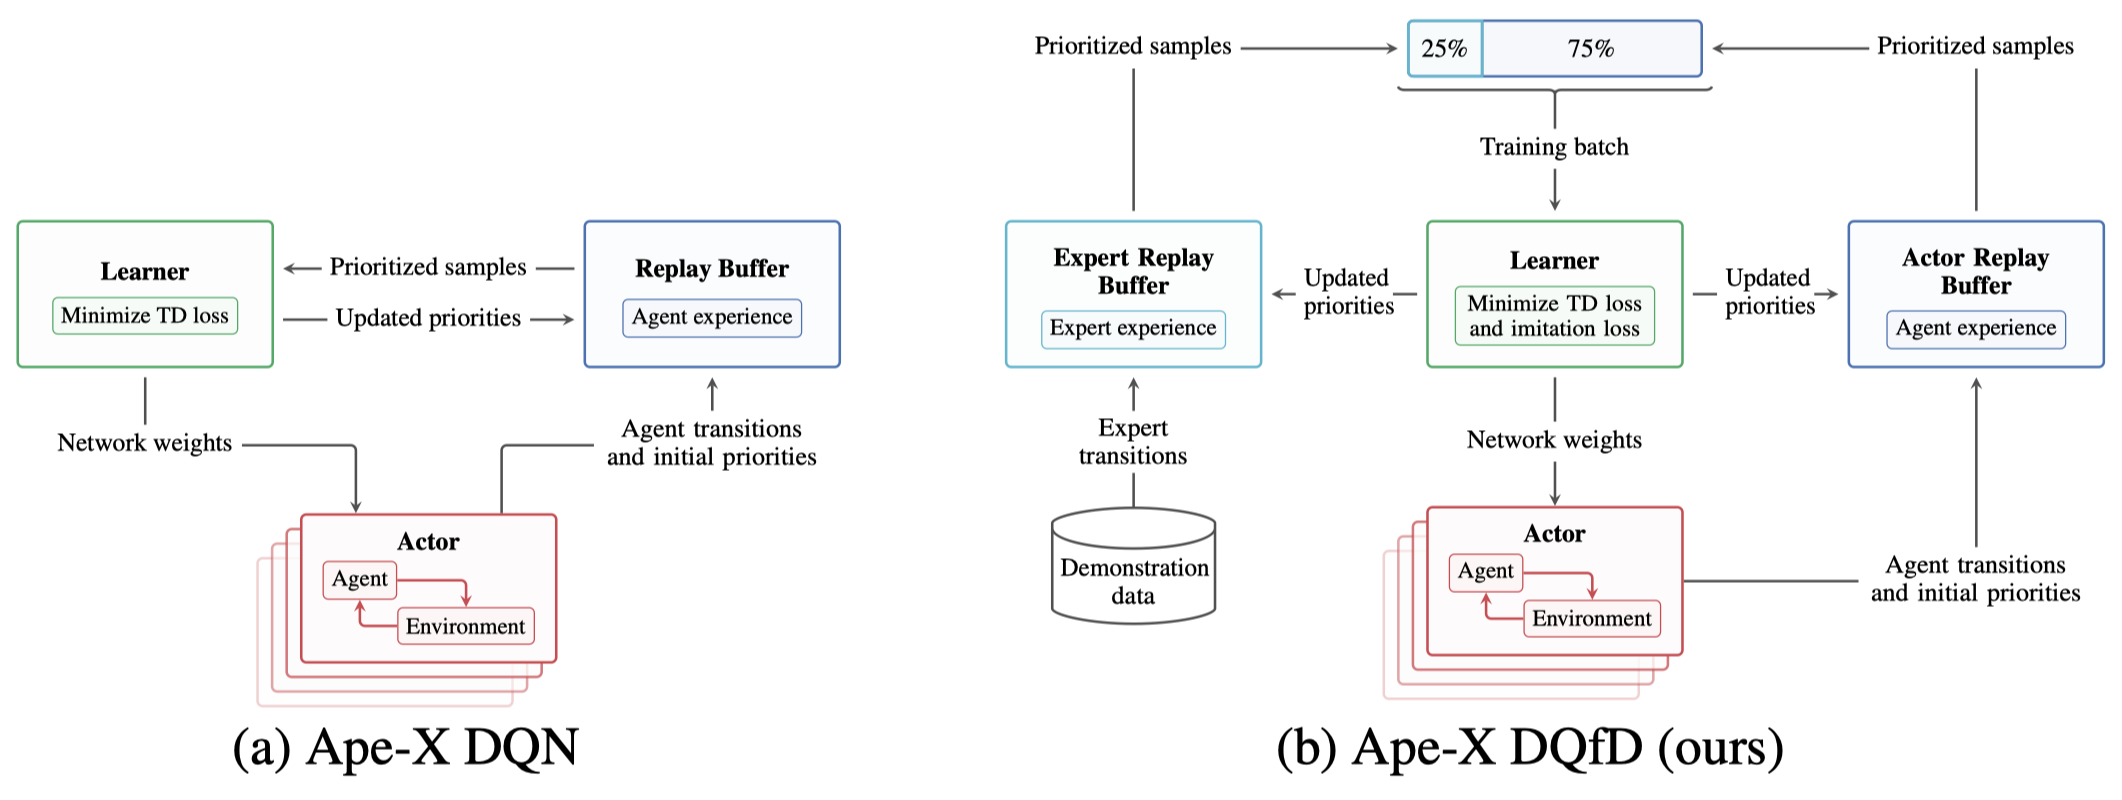 Learner
Minimize TD loss
Prioritized samples
Updated priorities
Replay Buffer
Agent experience
Network weights
Agent transitions
and initial priorities
Actor
Agent
Environment
(a) Ape-X DQN
Prioritized samples
25%
75%
Prioritized samples
Training batch
Expert Replay
Buffer
Expert experience
Updated
priorities
Learner
Minimize TD loss
and imitation loss
Updated
priorities
Actor Replay
Buffer
Agent experience
Expert
transitions
Network weights
Demonstration
data
Actor
Agent
Environment
Agent transitions
and initial priorities
(b) Ape-X DQfD (ours)